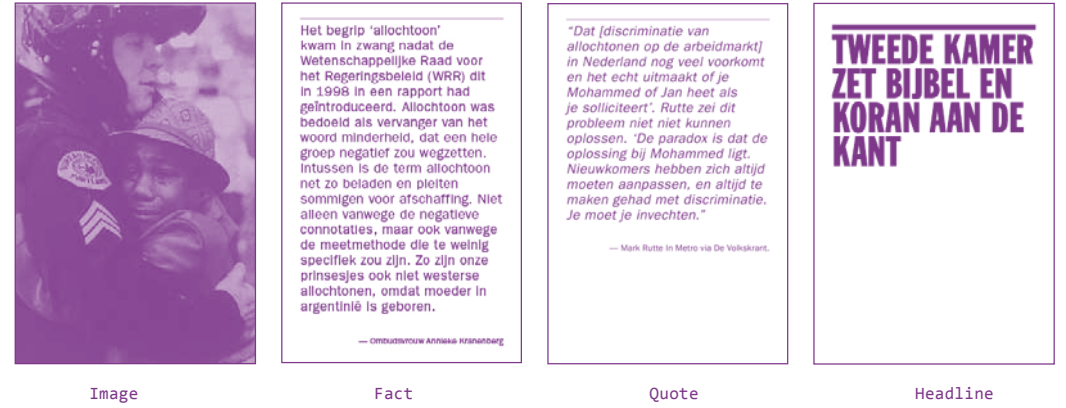 Het begrip ‘allochtoon’
kwam in zwang nadat de
Wetenschappelijke Raad voor
het Regeringsbeleid (WRR) dit
in 1998 in een rapport had
geïntroduceerd. Allochtoon was
bedoeld als vervanger van het
woord minderheid, dat een hele
groep negatief zou wegzetten.
Intussen is de term allochtoon
net zo beladen en pleiten
sommigen voor afschaffing. Niet
alleen vanwege de negatieve
connotaties, maar ook vanwege
de meetmethode die te weinig
specifiek zou zijn. Zo zijn onze
prinsesjes ook niet westerse
allochtonen, omdat moeder in
argentinië is geboren.
— Ombudsvrouw Annieke Kranenberg
“Dat [discriminatie van
allochtonen op de arbeidmarkt]
in Nederland nog veel voorkomt
en het echt uitmaakt of je
Mohammed of Jan heet als
je solliciteert’. Rutte zei dit
probleem niet niet kunnen
oplossen. ‘De paradox is dat de
oplossing bij Mohammed ligt.
Nieuwkomers hebben zich altijd
moeten aanpassen, en altijd te
maken gehad met discriminatie.
Je moet je invechten.”
— Mark Rutte in Metro via De Volkskrant.
TWEEDE KAMER
ZET BIJBEL EN
KORAN AAN DE
KANT
Image
Fact
Quote
Headline